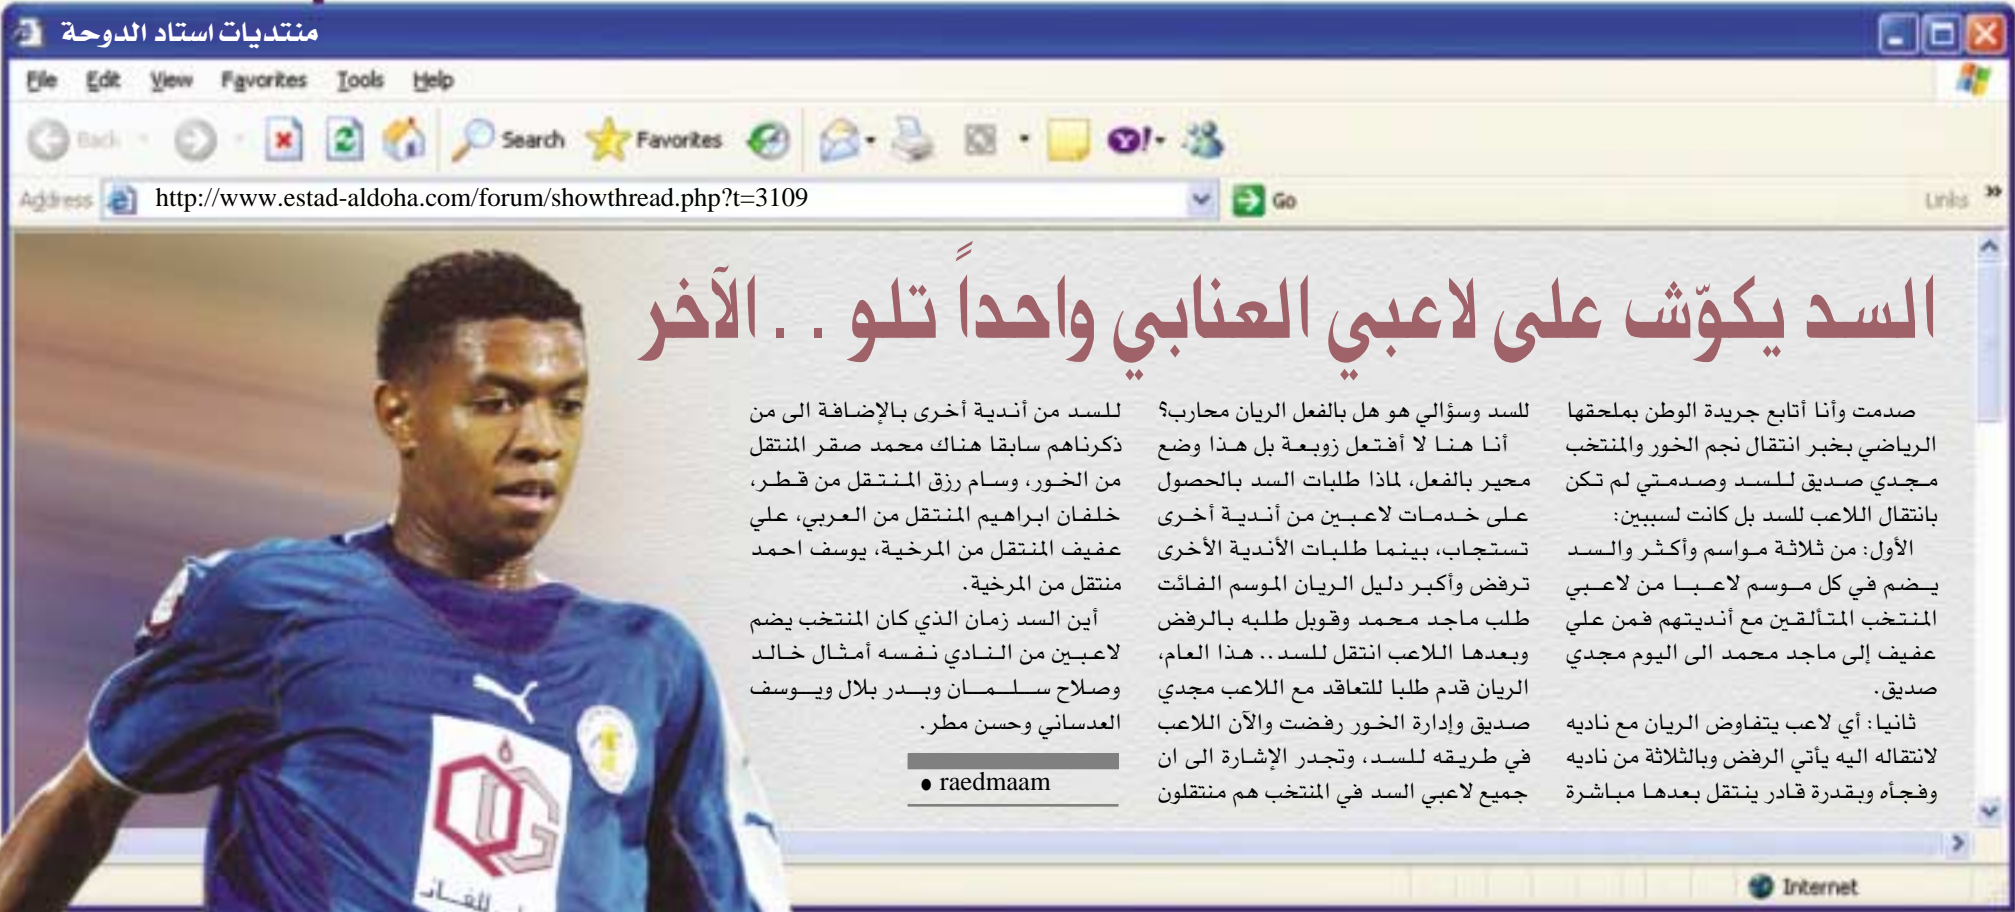 منتديات استاد الدوحة
File Edit View Favorites Tools Help
Back Search Favorites
Address http://www.estad-aldoha.com/forum/showthread.php?t=3109 Go Links »
السد يكوّش على لاعبي العنابي واحداً تلو . . الآخر
صدمت وأنا أتابع جريدة الوطن بملحقها
الرياضي بخبر انتقال نجم الخور والمنتخب
مجدي صديق للسد وصدمتي لم تكن
بانتقال اللاعب للسد بل كانت لسببين:
الأول: من ثلاثة مواسم وأكثر والسد
يضم في كل موسم لاعبا من لاعبي
المنتخب المتألقين مع أنديتهم فمن علي
عفيف إلى ماجد محمد الى اليوم مجدي
صديق.
ثانيا: أي لاعب يتفاوض الريان مع ناديه
لانتقاله اليه يأتي الرفض وبالثلاثة من ناديه
وفجأه وبقدرة قادر ينتقل بعدها مباشرة
للسد وسؤالي هو هل بالفعل الريان محارب؟
أنا هنا لا أفتعل زوبعة بل هذا وضع
محير بالفعل، لماذا طلبات السد بالحصول
على خدمات لاعبين من أندية أخرى
تستجاب، بينما طلبات الأندية الأخرى
ترفض وأكبر دليل الريان الموسم الفائت
طلب ماجد محمد وقوبل طلبه بالرفض
وبعدها اللاعب انتقل للسد.. هذا العام،
الريان قدم طلبا للتعاقد مع اللاعب مجدي
صديق وإدارة الخور رفضت والآن اللاعب
في طريقه للسد، وتجدر الإشارة الى ان
جميع لاعبي السد في المنتخب هم منتقلون
للسد من أندية أخرى بالإضافة الى من
ذكرناهم سابقا هناك محمد صقر المنتقل
من الخور، وسام رزق المنتقل من قطر،
خلفان ابراهيم المنتقل من العربي، علي
عفيف المنتقل من المرخية، يوسف احمد
منتقل من المرخية.
أين السد زمان الذي كان المنتخب يضم
لاعبين من النادي نفسه أمثال خالد
وصلاح سلمان وبدر بلال ويوسف
العدساني وحسن مطر.
● raedmaam
Internet